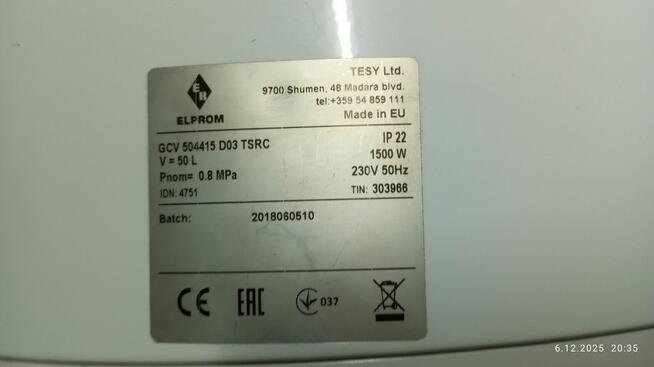 TESY Ltd.
9700 Shumen, 48 Madara blvd.
tel:+359 54 859 111
Made in EU
ELPROM
GCV 504415 D03 TSRC
IP 22
V = 50 L
1500 W
Pnom= 0.8 MPa
230V 50Hz
IDN: 4751
TIN: 303966
Batch: 2018060510
CE EAC 037
6.12.2025 20:35